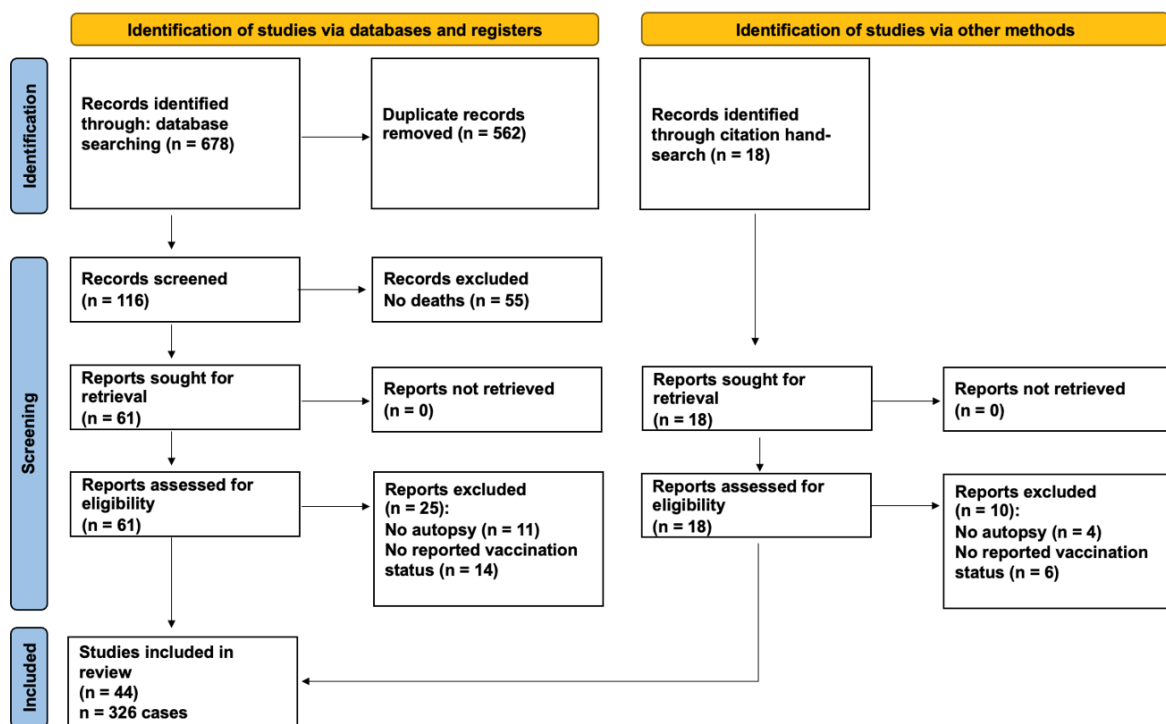 Identification of studies via databases and registers
Identification of studies via other methods
Identification
Records identified
through: database
searching (n = 678)
Duplicate records
removed (n = 562)
Records identified
through citation hand-
search (n = 18)
Screening
Records screened
(n = 116)
Records excluded
No deaths (n = 55)
Reports sought for
retrieval
(n = 61)
Reports not retrieved
(n = 0)
Reports sought for
retrieval
(n = 18)
Reports not retrieved
(n = 0)
Reports assessed for
eligibility
(n = 61)
Reports excluded
(n = 25):
No autopsy (n = 11)
No reported vaccination
status (n = 14)
Reports assessed for
eligibility
(n = 18)
Reports excluded
(n = 10):
No autopsy (n = 4)
No reported vaccination
status (n = 6)
Included
Studies included in
review
(n = 44)
n = 326 cases